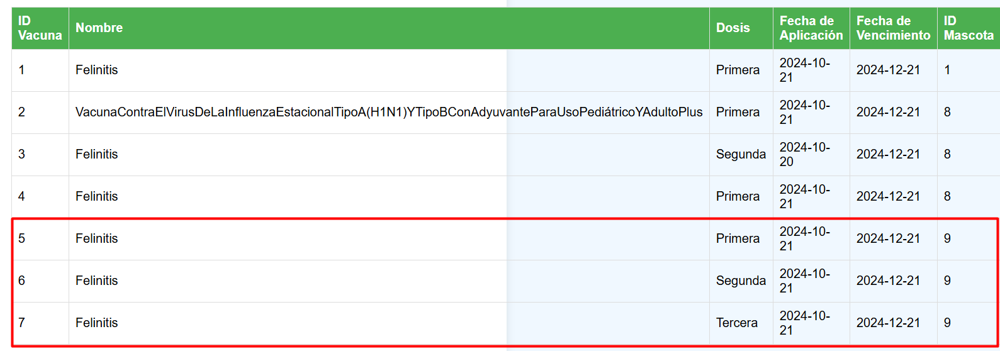 ID Vacuna Nombre Dosis Fecha de Aplicación Fecha de Vencimiento ID Mascota
1 Felinitis Primera 2024-10-21 2024-12-21 1
2 VacunaContraElVirusDeLaInfluenzaEstacionalTipoA(H1N1)YTipoBConAdyuvanteParaUsoPediátricoYAdultoPlus Primera 2024-10-21 2024-12-21 8
3 Felinitis Segunda 2024-10-20 2024-12-21 8
4 Felinitis Primera 2024-10-21 2024-12-21 8
5 Felinitis Primera 2024-10-21 2024-12-21 9
6 Felinitis Segunda 2024-10-21 2024-12-21 9
7 Felinitis Tercera 2024-10-21 2024-12-21 9